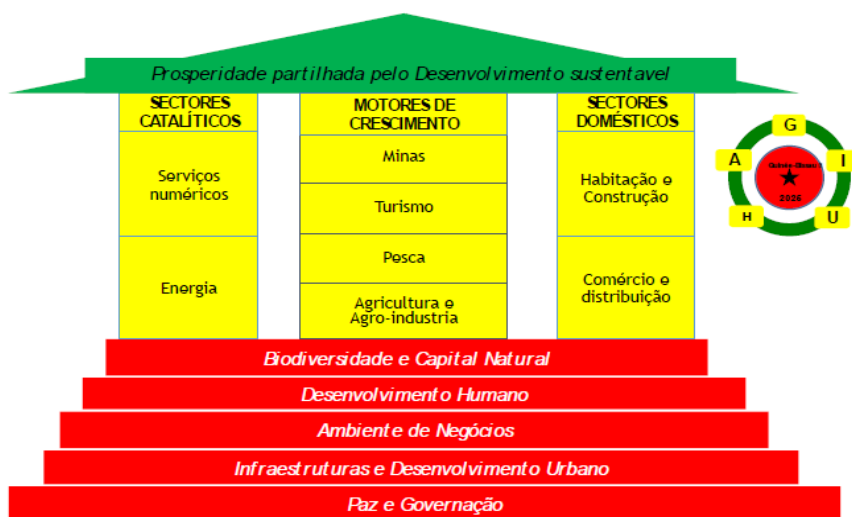 Prosperidade partilhada pelo Desenvolvimento sustentavel
SECTORES
CATALÍTICOS
Serviços
numéricos
Energia
MOTORES DE
CRESCIMENTO
Minas
Turismo
Pesca
Agricultura e
Agro-industria
SECTORES
DOMÉSTICOS
Habitação e
Construção
Comércio e
distribuição
G
A
I
2025
H
U
Biodiversidade e Capital Natural
Desenvolvimento Humano
Ambiente de Negócios
Infraestruturas e Desenvolvimento Urbano
Paz e Governação